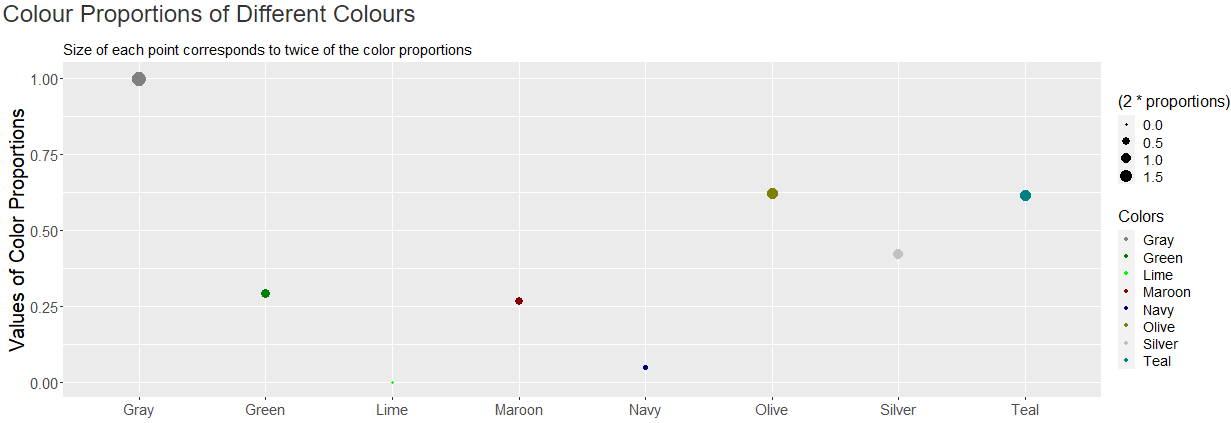 Colour Proportions of Different Colours
Size of each point corresponds to twice of the color proportions
Values of Color Proportions
1.00
0.75
0.50
0.25
0.00
Gray Green Lime Maroon Navy Olive Silver Teal
(2 * proportions)
0.0
0.5
1.0
1.5
Colors
Gray
Green
Lime
Maroon
Navy
Olive
Silver
Teal